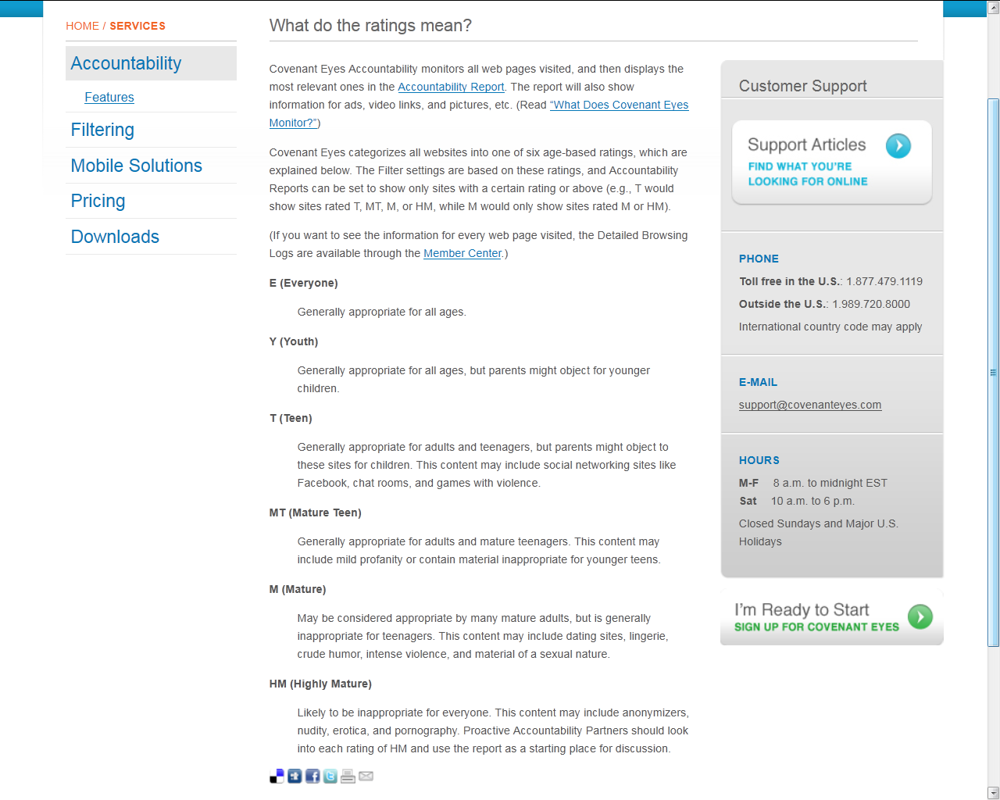 HOME / SERVICES
Accountability
Features
Filtering
Mobile Solutions
Pricing
Downloads
What do the ratings mean?
Covenant Eyes Accountability monitors all web pages visited, and then displays the
most relevant ones in the Accountability Report. The report will also show
information for ads, video links, and pictures, etc. (Read “What Does Covenant Eyes
Monitor?”)
Covenant Eyes categorizes all websites into one of six age-based ratings, which are
explained below. The Filter settings are based on these ratings, and Accountability
Reports can be set to show only sites with a certain rating or above (e.g., T would
show sites rated T, MT, M, or HM, while M would only show sites rated M or HM).
(If you want to see the information for every web page visited, the Detailed Browsing
Logs are available through the Member Center.)
E (Everyone)
Generally appropriate for all ages.
Y (Youth)
Generally appropriate for all ages, but parents might object for younger
children.
T (Teen)
Generally appropriate for adults and teenagers, but parents might object to
these sites for children. This content may include social networking sites like
Facebook, chat rooms, and games with violence.
MT (Mature Teen)
Generally appropriate for adults and mature teenagers. This content may
include mild profanity or contain material inappropriate for younger teens.
M (Mature)
May be considered appropriate by many mature adults, but is generally
inappropriate for teenagers. This content may include dating sites, lingerie,
crude humor, intense violence, and material of a sexual nature.
HM (Highly Mature)
Likely to be inappropriate for everyone. This content may include anonymizers,
nudity, erotica, and pornography. Proactive Accountability Partners should look
into each rating of HM and use the report as a starting place for discussion.
Customer Support
Support Articles
FIND WHAT YOU'RE
LOOKING FOR ONLINE
PHONE
Toll free in the U.S.: 1.877.479.1119
Outside the U.S.: 1.989.720.8000
International country code may apply
E-MAIL
support@covenanteyes.com
HOURS
M-F 8 a.m. to midnight EST
Sat 10 a.m. to 6 p.m.
Closed Sundays and Major U.S.
Holidays
I'm Ready to Start
SIGN UP FOR COVENANT EYES